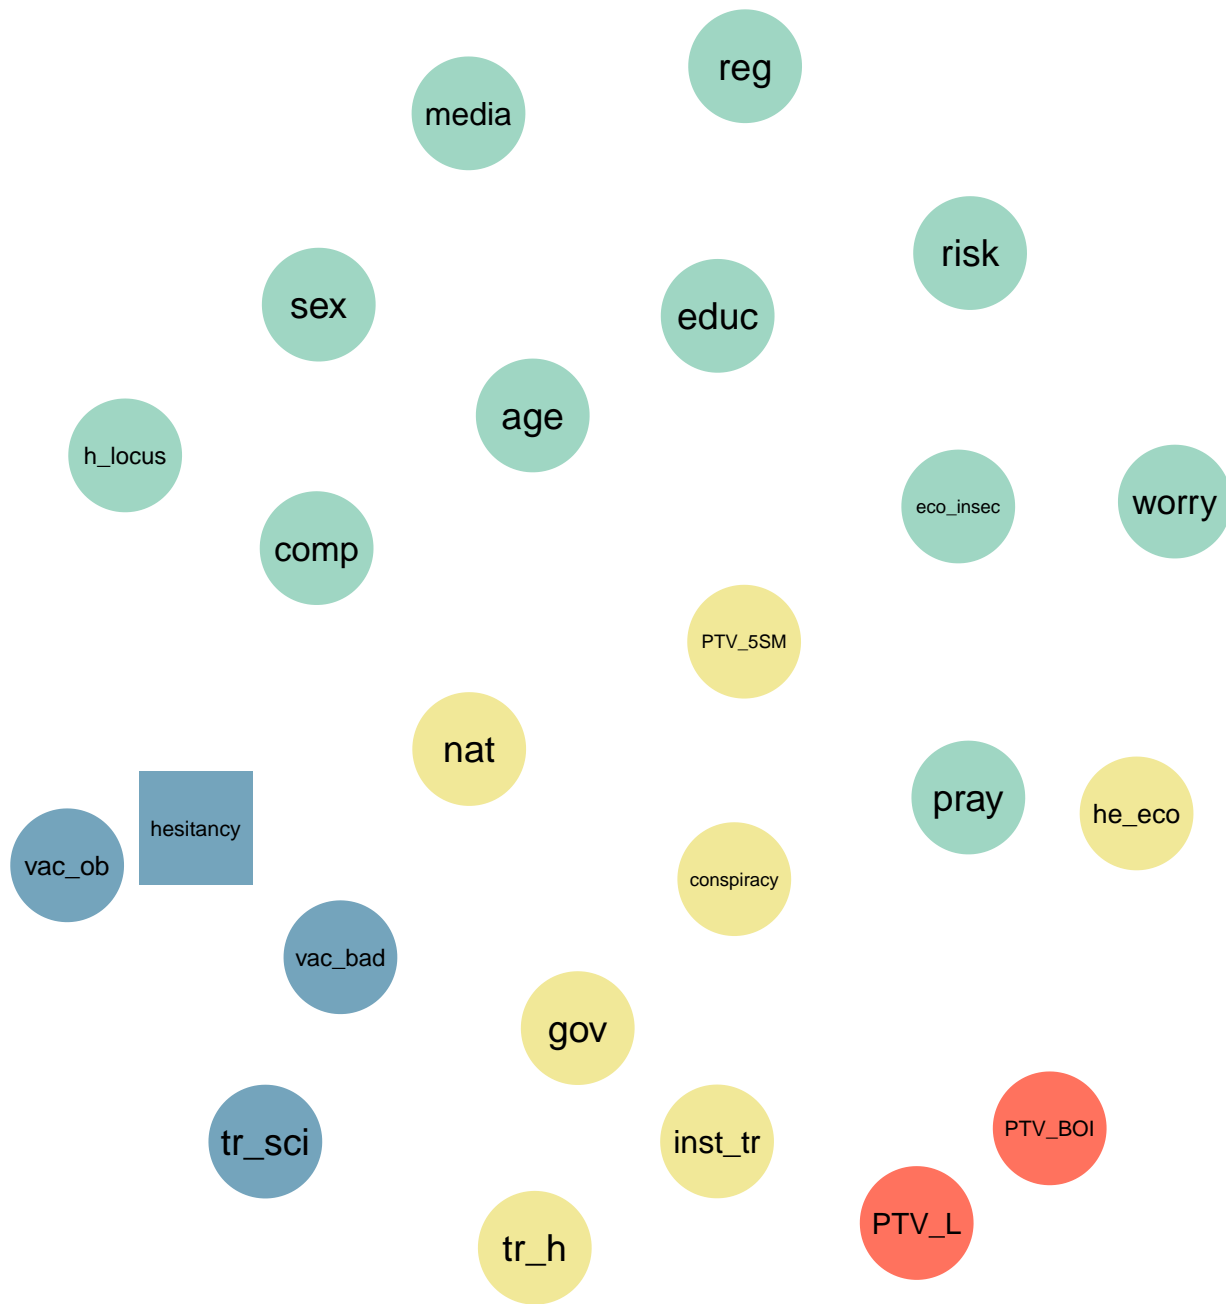 reg
media
risk
sex
educ
age
h_locus
eco_insec
worry
comp
PTV_5SM
nat
pray
he_eco
hesitancy
vac_ob
conspiracy
vac_bad
gov
PTV_BOI
tr_sci
inst_tr
PTV_L
tr_h